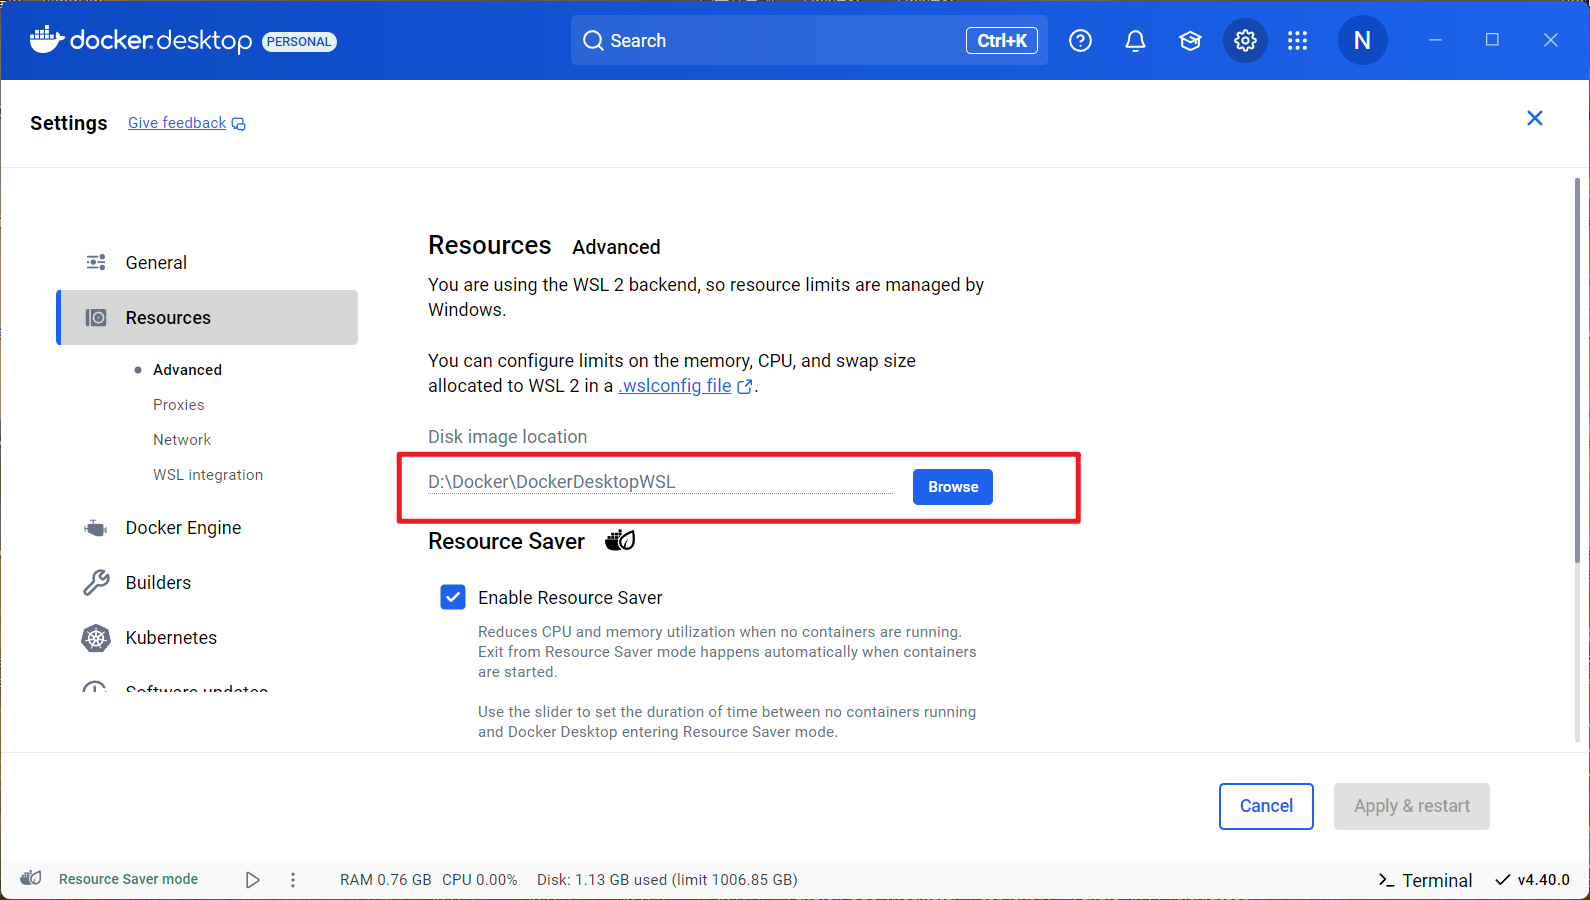 docker desktop PERSONAL
Search
Ctrl+K
N
Settings
Give feedback
General
Resources
Advanced
Proxies
Network
WSL integration
Docker Engine
Builders
Kubernetes
Software updates
Resources Advanced
You are using the WSL 2 backend, so resource limits are managed by
Windows.
You can configure limits on the memory, CPU, and swap size
allocated to WSL 2 in a .wslconfig file.
Disk image location
D:\Docker\DockerDesktopWSL
Browse
Resource Saver
Enable Resource Saver
Reduces CPU and memory utilization when no containers are running.
Exit from Resource Saver mode happens automatically when containers
are started.
Use the slider to set the duration of time between no containers running
and Docker Desktop entering Resource Saver mode.
Cancel
Apply & restart
Resource Saver mode
RAM 0.76 GB CPU 0.00%
Disk: 1.13 GB used (limit 1006.85 GB)
Terminal
v4.40.0